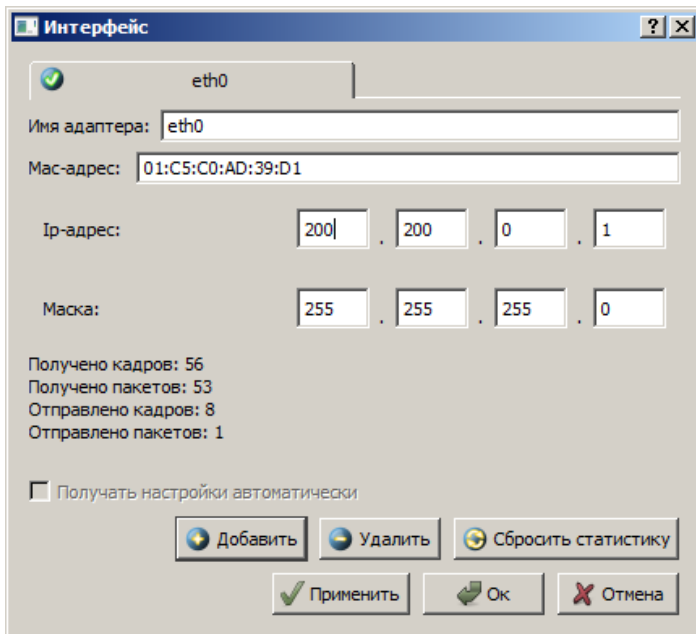 Интерфейс
eth0
Имя адаптера: eth0
Mac-адрес: 01:C5:C0:AD:39:D1
Ip-адрес: 200 . 200 . 0 . 1
Маска: 255 . 255 . 255 . 0
Получено кадров: 56
Получено пакетов: 53
Отправлено кадров: 8
Отправлено пакетов: 1
Получать настройки автоматически
Добавить Удалить Сбросить статистику
Применить Ок Отмена